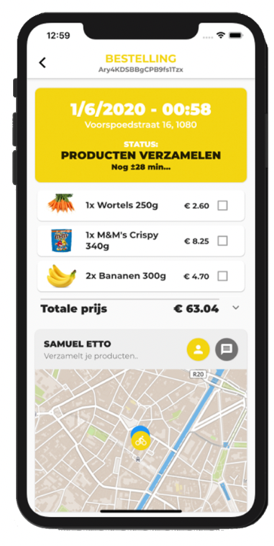 12:59
BESTELLING
Ary4KDSBBgCPB9fs1Tzx
1/6/2020 - 00:58
Voorspoedstraat 16, 1080
STATUS:
PRODUCTEN VERZAMELEN
Nog ±28 min...
1x Wortels 250g € 2.60
1x M&M's Crispy 340g € 8.25
2x Bananen 300g € 4.70
Totale prijs € 63.04
SAMUEL ETTO
Verzamelt je producten..
R20